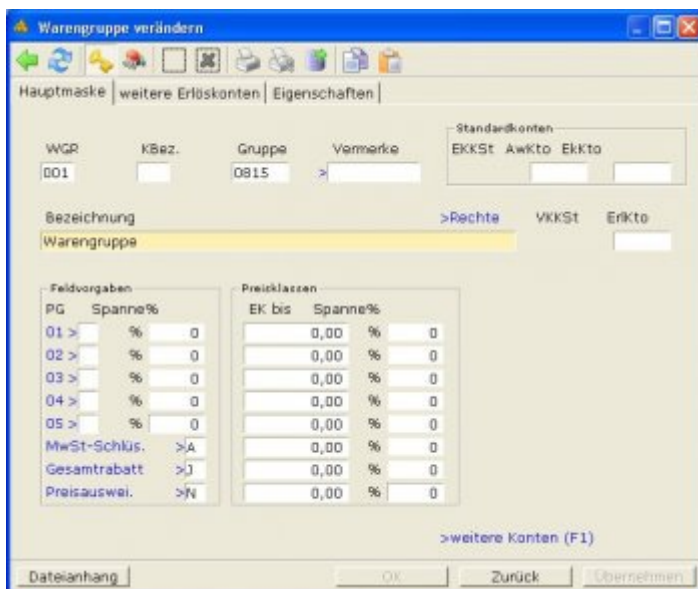 Warengruppe verändern
Hauptmaske weitere Erlöskonten Eigenschaften
Standardkonten
WGR KBez. Gruppe Vermerke EKKSt AwKto EkKto
001 0815 >
Bezeichnung >Rechte VKKSt ErlKto
Warengruppe
Feldvorgaben Preisklassen
PG Spanne% EK bis Spanne%
01 > % 0 0,00 % 0
02 > % 0 0,00 % 0
03 > % 0 0,00 % 0
04 > % 0 0,00 % 0
05 > % 0 0,00 % 0
MwSt-Schlüs. >A 0,00 % 0
Gesamtrabatt >J 0,00 % 0
Preisauswei. >N 0,00 % 0
>weitere Konten (F1)
Dateianhang OK Zurück Übernehmen